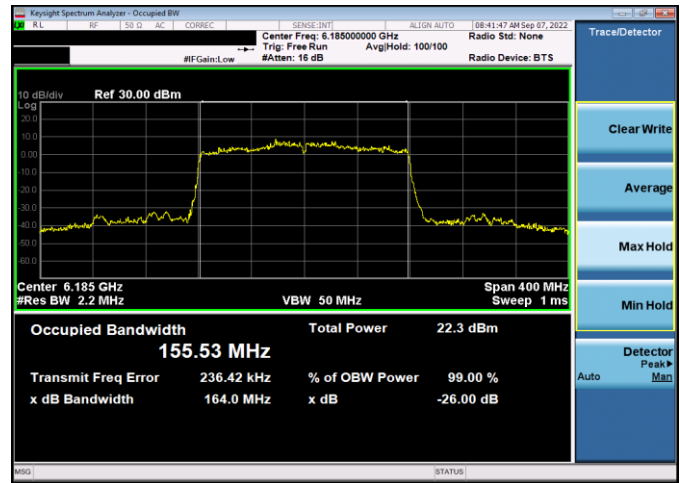 Keysight Spectrum Analyzer - Occupied BW
RL RF 50 Ω AC CORREC SENSE:INT ALIGN AUTO 08:41:47 AM Sep 07, 2022
Center Freq: 6.185000000 GHz Radio Std: None
Trig: Free Run Avg|Hold: 100/100
#IFGain:Low #Atten: 16 dB Radio Device: BTS
10 dB/div Ref 30.00 dBm
Log
20.0
10.0
0.00
-10.0
-20.0
-30.0
-40.0
-50.0
-60.0
Center 6.185 GHz Span 400 MHz
#Res BW 2.2 MHz VBW 50 MHz Sweep 1 ms
Occupied Bandwidth Total Power 22.3 dBm
155.53 MHz
Transmit Freq Error 236.42 kHz % of OBW Power 99.00 %
x dB Bandwidth 164.0 MHz x dB -26.00 dB
MSG STATUS
Trace/Detector
Clear Write
Average
Max Hold
Min Hold
Detector
Peak▶
Auto Man